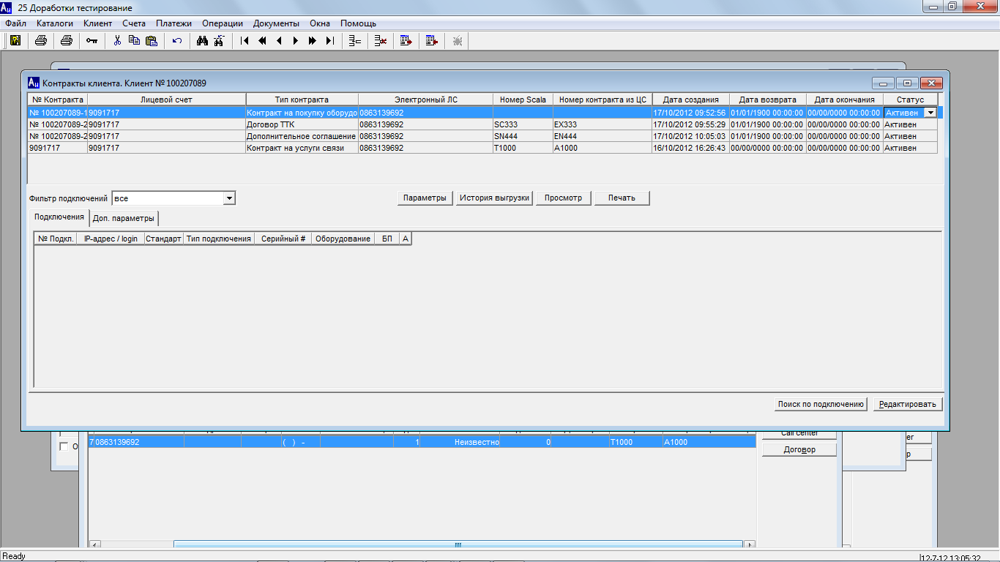 25 Доработки тестирование
Файл Каталоги Клиент Счета Платежи Операции Документы Окна Помощь
Контракты клиента. Клиент № 100207089
№ Контракта Лицевой счет Тип контракта Электронный ЛС Номер Scala Номер контракта из ЦС Дата создания Дата возврата Дата окончания Статус
№ 100207089-1 9091717 Контракт на покупку оборудо 0863139692 17/10/2012 09:52:56 01/01/1900 00:00:00 00/00/0000 00:00:00 Активен
№ 100207089-2 9091717 Договор ТТК 0863139692 SC333 EX333 17/10/2012 09:55:29 01/01/1900 00:00:00 00/00/0000 00:00:00 Активен
№ 100207089-2 9091717 Дополнительное соглашение 0863139692 SN444 EN444 17/10/2012 10:05:03 01/01/1900 00:00:00 00/00/0000 00:00:00 Активен
9091717 9091717 Контракт на услуги связи 0863139692 T1000 A1000 16/10/2012 16:26:43 00/00/0000 00:00:00 00/00/0000 00:00:00 Активен
Фильтр подключений все Параметры История выгрузки Просмотр Печать
Подключения Доп. параметры
№ Подкл. IP-адрес / login Стандарт Тип подключения Серийный # Оборудование БП А
Поиск по подключению Редактировать
Call center er
7 0863139692 ( ) - 1 Неизвестно 0 T1000 A1000
О Договор р
Ready 12-7-12 13:05:32